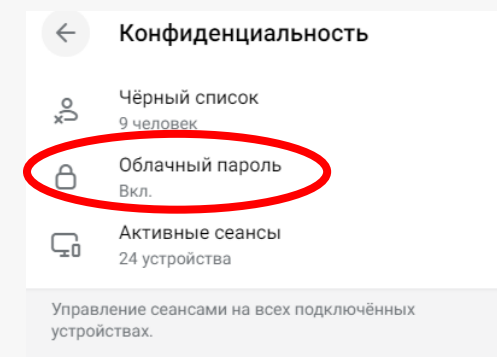 Конфиденциальность
Чёрный список
9 человек
Облачный пароль
Вкл.
Активные сеансы
24 устройства
Управление сеансами на всех подключённых
устройствах.